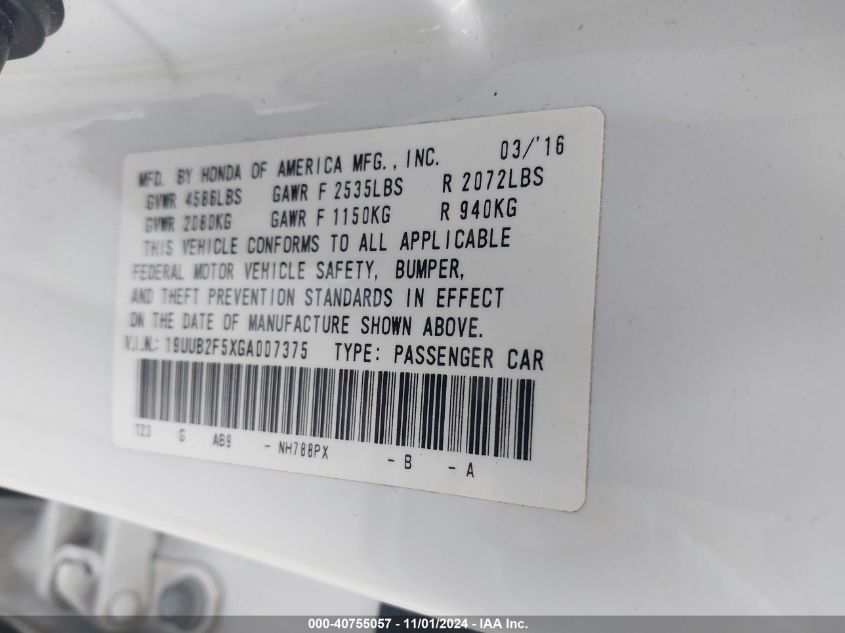 MFD. BY HONDA OF AMERICA MFG., INC. 03/'16
GVWR 4586LBS GAWR F 2535LBS R 2072LBS
GVWR 2080KG GAWR F 1150KG R 940KG
THIS VEHICLE CONFORMS TO ALL APPLICABLE
FEDERAL MOTOR VEHICLE SAFETY, BUMPER,
AND THEFT PREVENTION STANDARDS IN EFFECT
ON THE DATE OF MANUFACTURE SHOWN ABOVE.
V.I.N.: 19UUB2F5XGA007375 TYPE: PASSENGER CAR
TZ3 G AB9 - NH788PX - B - A
000-40755057 - 11/01/2024 - IAA Inc.